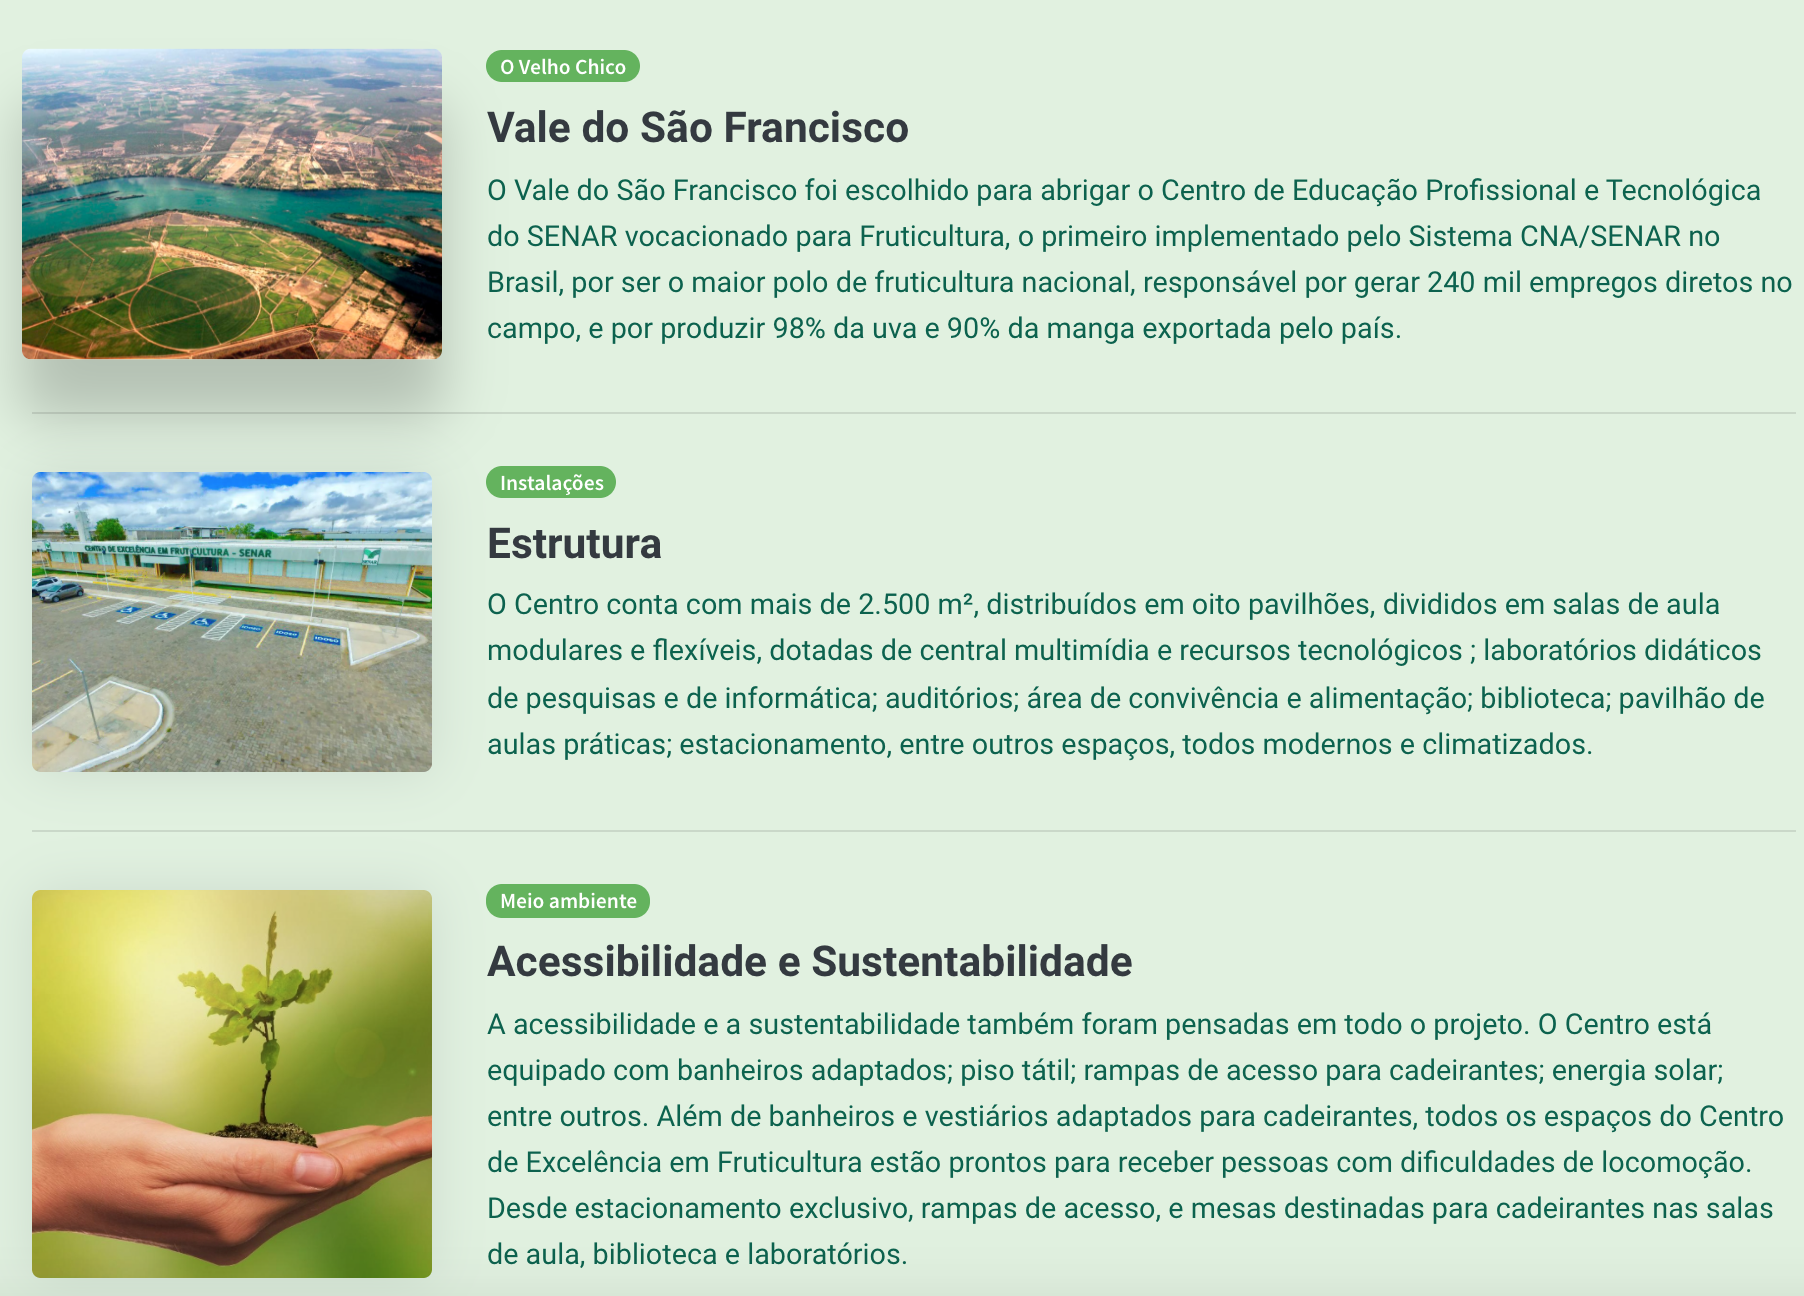 O Velho Chico
Vale do São Francisco
O Vale do São Francisco foi escolhido para abrigar o Centro de Educação Profissional e Tecnológica
do SENAR vocacionado para Fruticultura, o primeiro implementado pelo Sistema CNA/SENAR no
Brasil, por ser o maior polo de fruticultura nacional, responsável por gerar 240 mil empregos diretos no
campo, e por produzir 98% da uva e 90% da manga exportada pelo país.
CENTRO DE EXCELÊNCIA EM FRUTICULTURA - SENAR
SENAR
IDOSO
IDOSO
IDOSO
Instalações
Estrutura
O Centro conta com mais de 2.500 m², distribuídos em oito pavilhões, divididos em salas de aula
modulares e flexíveis, dotadas de central multimídia e recursos tecnológicos ; laboratórios didáticos
de pesquisas e de informática; auditórios; área de convivência e alimentação; biblioteca; pavilhão de
aulas práticas; estacionamento, entre outros espaços, todos modernos e climatizados.
Meio ambiente
Acessibilidade e Sustentabilidade
A acessibilidade e a sustentabilidade também foram pensadas em todo o projeto. O Centro está
equipado com banheiros adaptados; piso tátil; rampas de acesso para cadeirantes; energia solar;
entre outros. Além de banheiros e vestiários adaptados para cadeirantes, todos os espaços do Centro
de Excelência em Fruticultura estão prontos para receber pessoas com dificuldades de locomoção.
Desde estacionamento exclusivo, rampas de acesso, e mesas destinadas para cadeirantes nas salas
de aula, biblioteca e laboratórios.